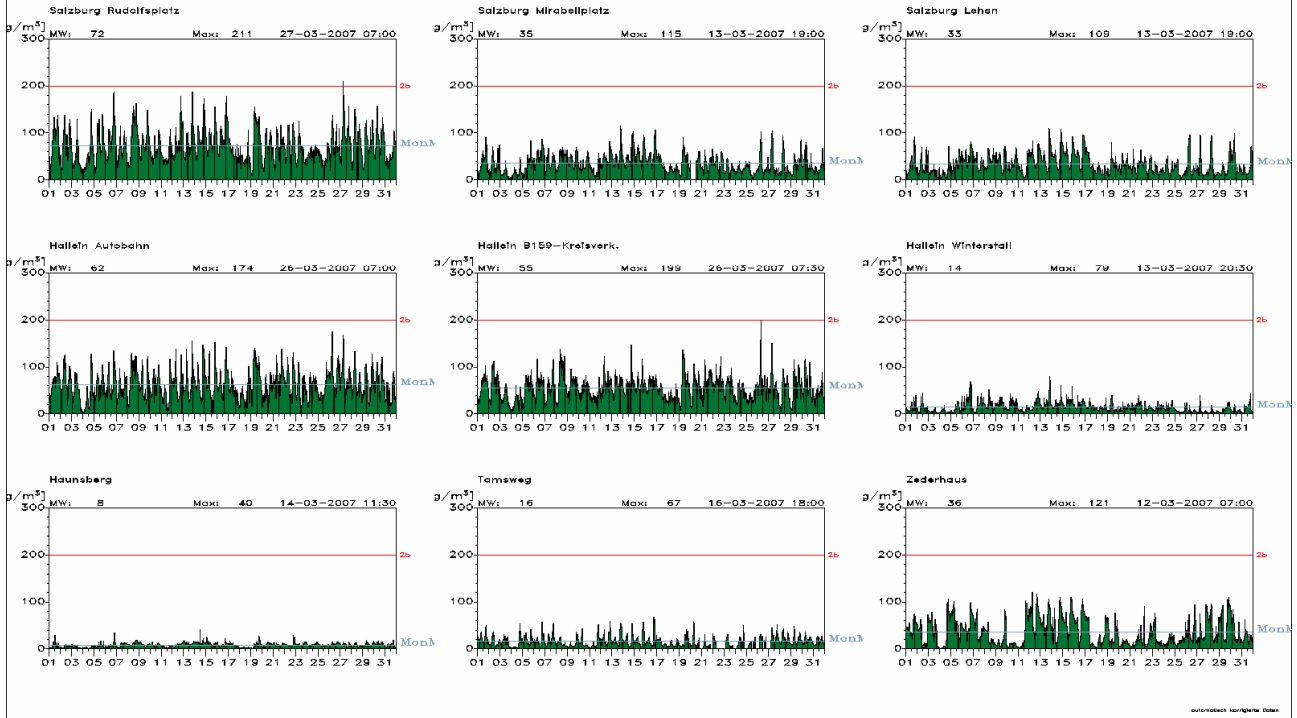 Salzburg Rudolfsplatz Salzburg Mirabellplatz Salzburg Lehen
g/m³] MW: 72 Max: 211 27-03-2007 07:00 g/m³] MW: 35 Max: 115 13-03-2007 19:00 g/m³] MW: 33 Max: 109 13-03-2007 19:00
300 300 300
200 2b 200 2b 200 2b
100 100 100
MonM MonM MonM
0 0 0
01 03 05 07 09 11 13 15 17 19 21 23 25 27 29 31 01 03 05 07 09 11 13 15 17 19 21 23 25 27 29 31 01 03 05 07 09 11 13 15 17 19 21 23 25 27 29 31
Hallein Autobahn Hallein B159-Kreisverk. Hallein Winterstall
g/m³] MW: 62 Max: 174 26-03-2007 07:00 g/m³] MW: 55 Max: 199 26-03-2007 07:30 g/m³] MW: 14 Max: 79 13-03-2007 20:30
300 300 300
200 2b 200 2b 200 2b
100 100 100
MonM MonM MonM
0 0 0
01 03 05 07 09 11 13 15 17 19 21 23 25 27 29 31 01 03 05 07 09 11 13 15 17 19 21 23 25 27 29 31 01 03 05 07 09 11 13 15 17 19 21 23 25 27 29 31
Haunsberg Tamsweg Zederhaus
g/m³] MW: 8 Max: 40 14-03-2007 11:30 g/m³] MW: 16 Max: 67 16-03-2007 18:00 g/m³] MW: 36 Max: 121 12-03-2007 07:00
300 300 300
200 2b 200 2b 200 2b
100 100 100
MonM MonM MonM
0 0 0
01 03 05 07 09 11 13 15 17 19 21 23 25 27 29 31 01 03 05 07 09 11 13 15 17 19 21 23 25 27 29 31 01 03 05 07 09 11 13 15 17 19 21 23 25 27 29 31
automatisch korrigierte Daten